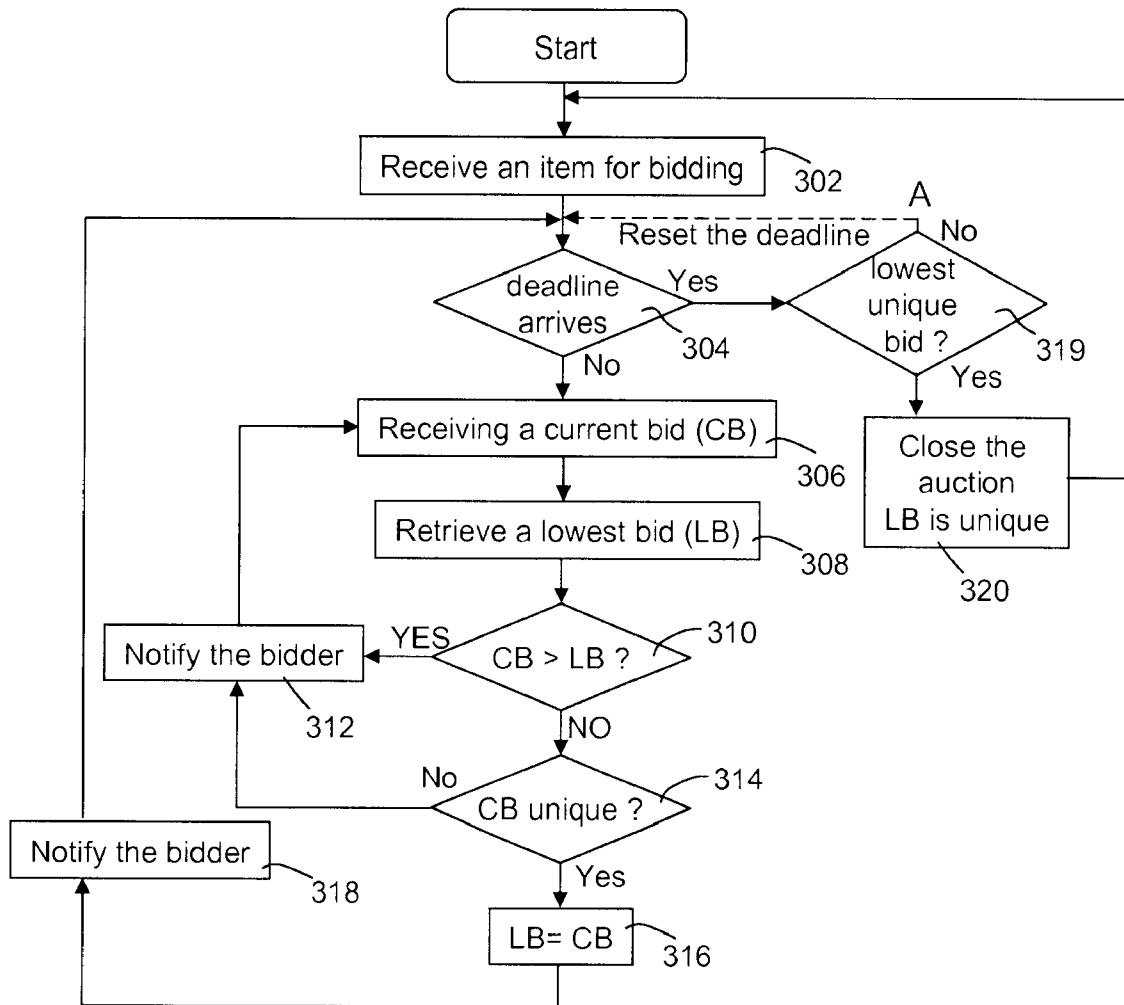 Start
Receive an item for bidding
302
A
Reset the deadline
No
deadline
arrives
304
Yes
lowest
unique
bid ?
319
No
Yes
Receiving a current bid (CB)
306
Close the
auction
LB is unique
320
Retrieve a lowest bid (LB)
308
310
YES
CB > LB ?
Notify the bidder
312
NO
No
314
CB unique ?
Notify the bidder
318
Yes
LB= CB
316